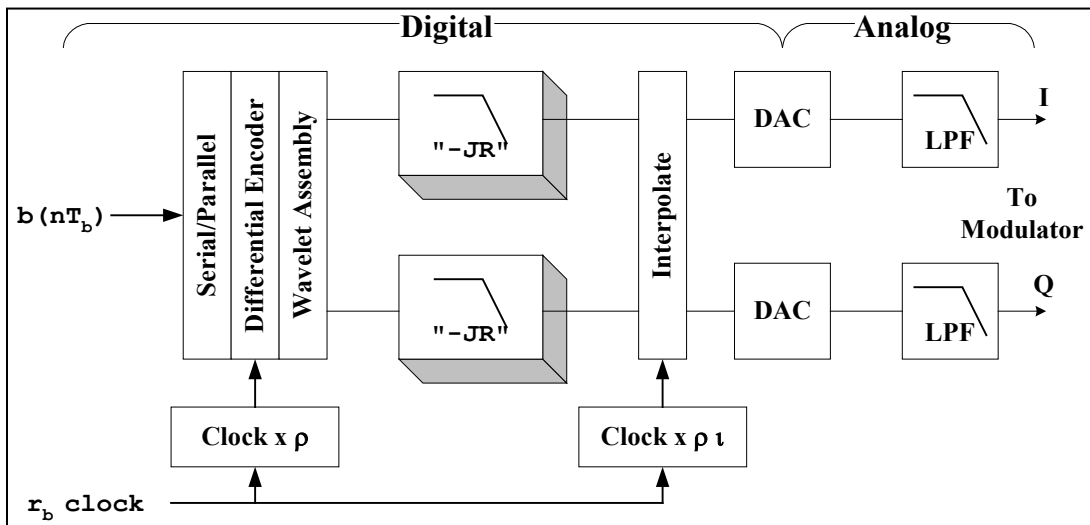 Digital
Analog
Serial/Parallel
Differential Encoder
Wavelet Assembly
"-JR"
Interpolate
DAC
LPF
I
b(nT_b)
To
Modulator
"-JR"
DAC
LPF
Q
Clock x ρ
Clock x ρ ι
r_b clock